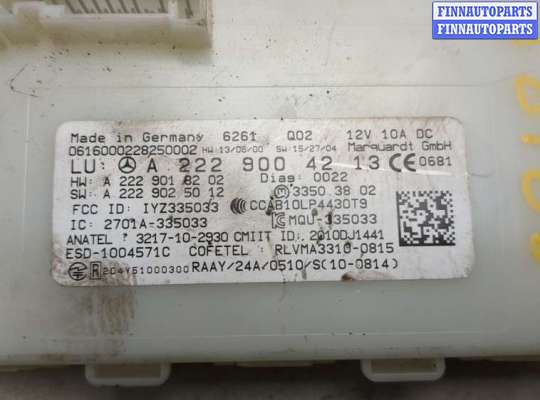 FINNAUTOPARTS
FINNAUTOPARTS
FINNAUTOPARTS
Made in Germany 6261 Q02 12V 10A DC
0616000228250002 HW 13/06/00 SW 15/27/04 Marquardt GmbH
LU: A 222 900 42 13 CE 0681
HW: A 222 901 82 02 Diag: 0022
SW: A 222 902 50 12 3350 38 02
FCC ID: IYZ335033 CCAB10LP4430T9
IC: 2701A-335033 MQU-335033
ANATEL : 3217-10-2930 CMIIT ID: 2010DJ1441
ESD-1004571C COFETEL : RLVMA3310-0815
R 204Y51000300 RAAY/24A/0510/S(10-0814)